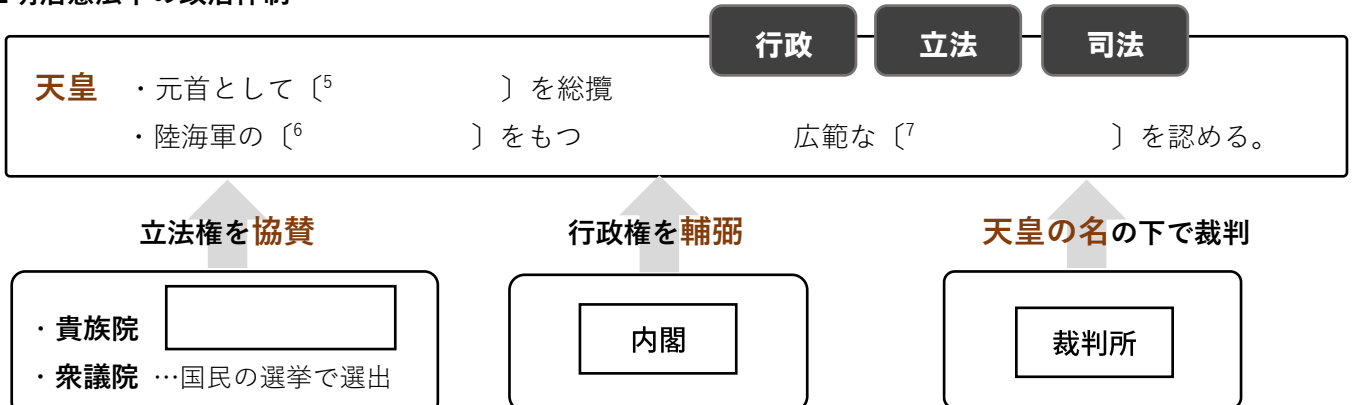 行政 立法 司法
天皇 ・元首として〔5 〕を総攬
・陸海軍の〔6 〕をもつ 広範な〔7 〕を認める。
立法権を協賛 行政権を輔弼 天皇の名の下で裁判
・貴族院
・衆議院 …国民の選挙で選出
内閣
裁判所